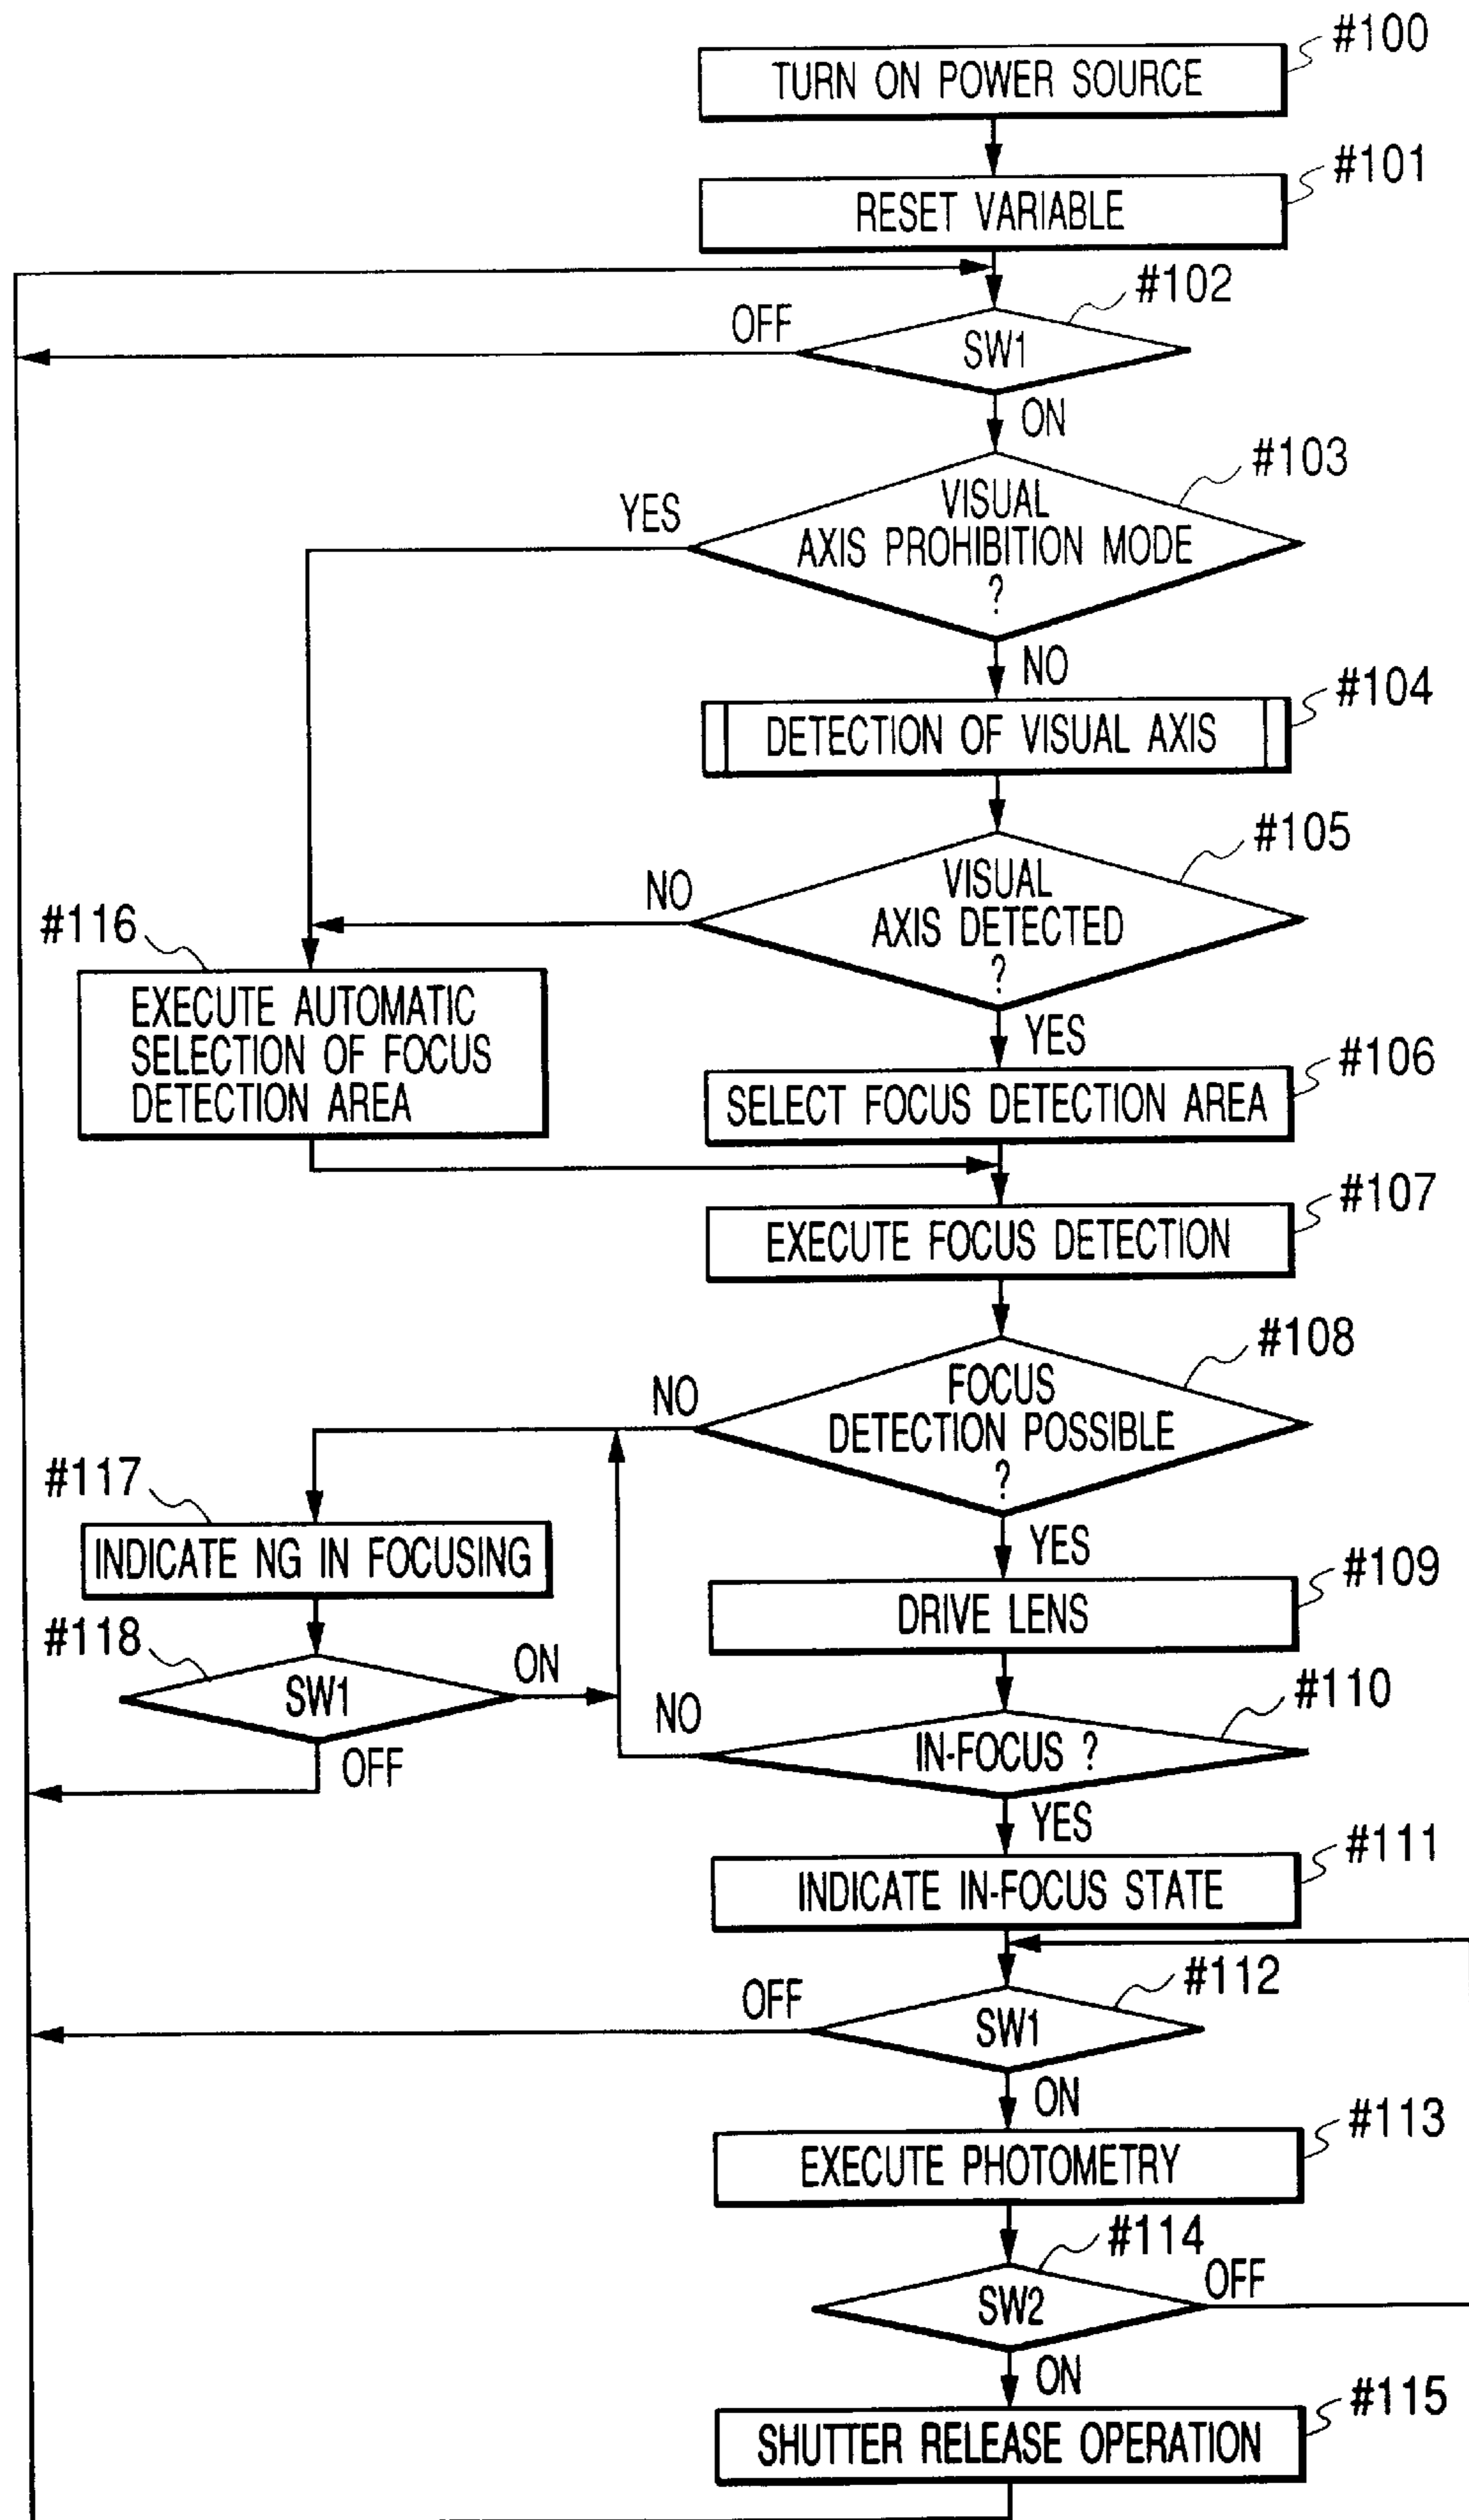 #100
TURN ON POWER SOURCE
#101
RESET VARIABLE
#102
OFF
SW1
ON
#103
YES
VISUAL
AXIS PROHIBITION MODE
?
NO
#104
DETECTION OF VISUAL AXIS
#105
NO
VISUAL
AXIS DETECTED
?
YES
#116
EXECUTE AUTOMATIC
SELECTION OF FOCUS
DETECTION AREA
#106
SELECT FOCUS DETECTION AREA
#107
EXECUTE FOCUS DETECTION
#108
NO
FOCUS
DETECTION POSSIBLE
?
YES
#117
INDICATE NG IN FOCUSING
#109
DRIVE LENS
#118
SW1
ON
OFF
#110
NO
IN-FOCUS ?
YES
#111
INDICATE IN-FOCUS STATE
#112
OFF
SW1
ON
#113
EXECUTE PHOTOMETRY
#114
SW2
OFF
ON
#115
SHUTTER RELEASE OPERATION